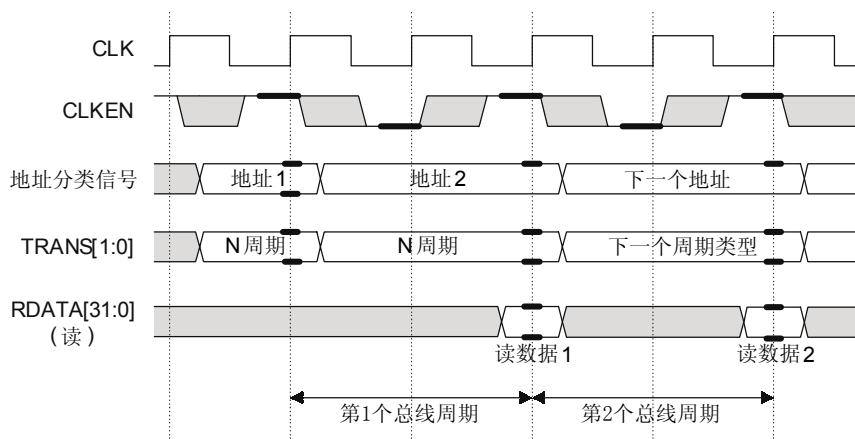 CLK
CLKEN
地址分类信号
地址1
地址2
下一个地址
TRANS[1:0]
N周期
N周期
下一个周期类型
RDATA[31:0]
(读)
读数据1
读数据2
第1个总线周期
第2个总线周期